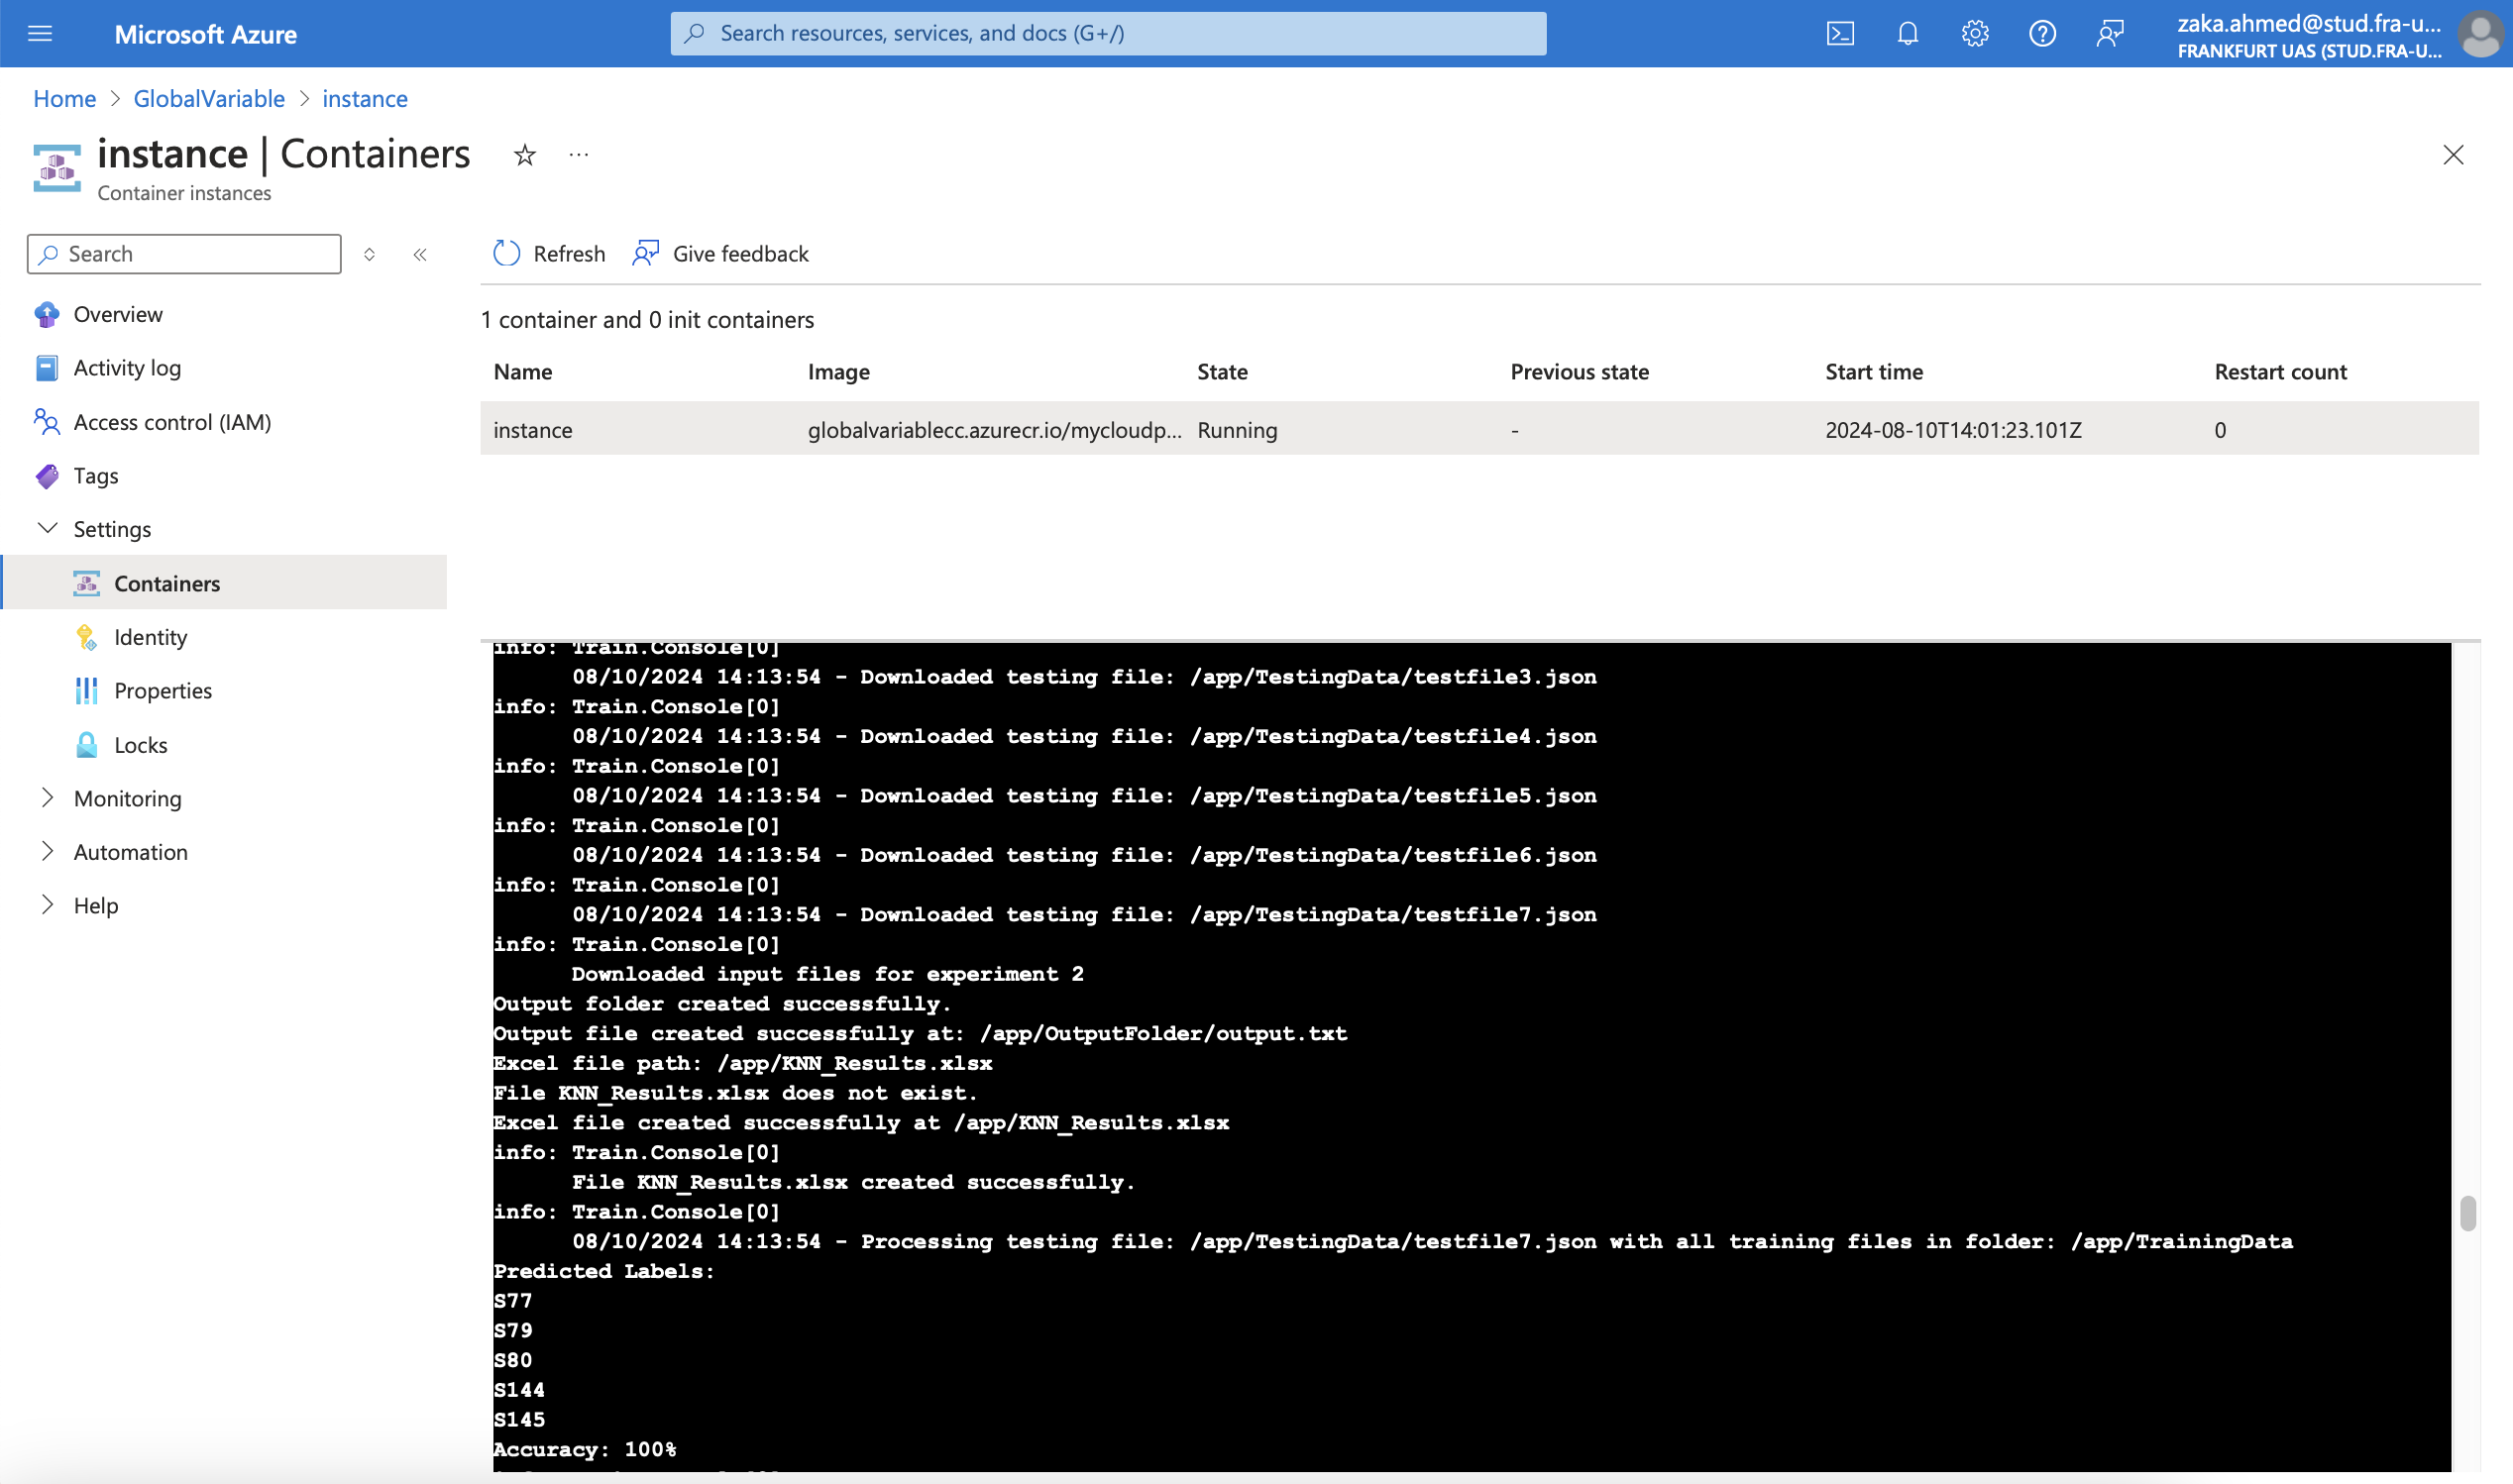 Microsoft Azure
Search resources, services, and docs (G+/)
zaka.ahmed@stud.fra-u...
FRANKFURT UAS (STUD.FRA-U...
Home > GlobalVariable > instance
instance | Containers
Container instances
Search
Refresh
Give feedback
Overview
Activity log
Access control (IAM)
Tags
Settings
Containers
Identity
Properties
Locks
Monitoring
Automation
Help
1 container and 0 init containers
Name Image State Previous state Start time Restart count
instance globalvariablecc.azurecr.io/mycloudp... Running - 2024-08-10T14:01:23.101Z 0
info: Train.Console[0]
08/10/2024 14:13:54 - Downloaded testing file: /app/TestingData/testfile3.json
info: Train.Console[0]
08/10/2024 14:13:54 - Downloaded testing file: /app/TestingData/testfile4.json
info: Train.Console[0]
08/10/2024 14:13:54 - Downloaded testing file: /app/TestingData/testfile5.json
info: Train.Console[0]
08/10/2024 14:13:54 - Downloaded testing file: /app/TestingData/testfile6.json
info: Train.Console[0]
08/10/2024 14:13:54 - Downloaded testing file: /app/TestingData/testfile7.json
info: Train.Console[0]
Downloaded input files for experiment 2
Output folder created successfully.
Output file created successfully at: /app/OutputFolder/output.txt
Excel file path: /app/KNN_Results.xlsx
File KNN_Results.xlsx does not exist.
Excel file created successfully at /app/KNN_Results.xlsx
info: Train.Console[0]
File KNN_Results.xlsx created successfully.
info: Train.Console[0]
08/10/2024 14:13:54 - Processing testing file: /app/TestingData/testfile7.json with all training files in folder: /app/TrainingData
Predicted Labels:
S77
S79
S80
S144
S145
Accuracy: 100%